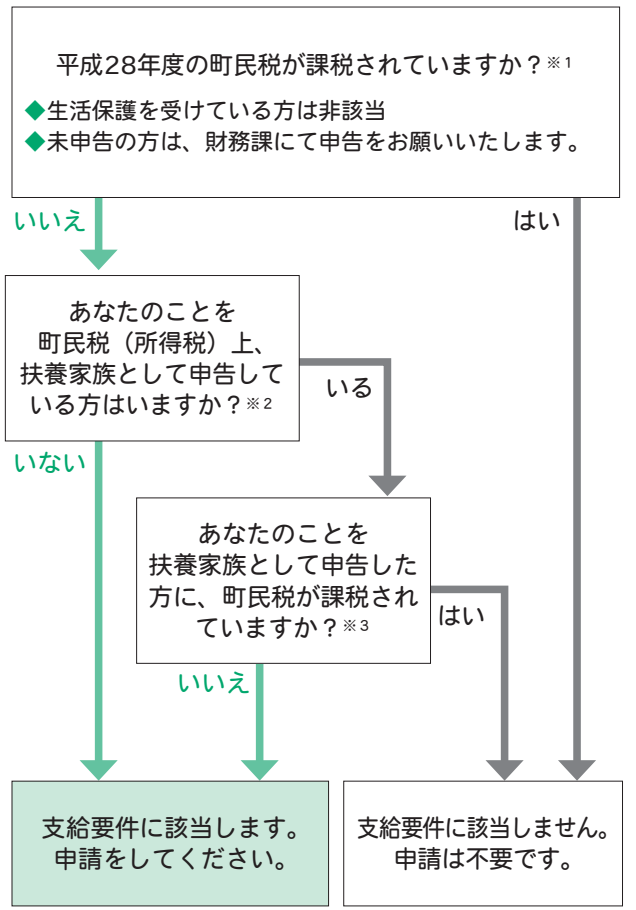 平成28年度の町民税が課税されていますか？※1
◆生活保護を受けている方は非該当
◆未申告の方は、財務課にて申告をお願いいたします。
いいえ
はい
あなたのことを
町民税（所得税）上、
扶養家族として申告して
いる方はいますか？※2
いる
いない
あなたのことを
扶養家族として申告した
方に、町民税が課税され
ていますか？※3
はい
いいえ
支給要件に該当します。
申請をしてください。
支給要件に該当しません。
申請は不要です。